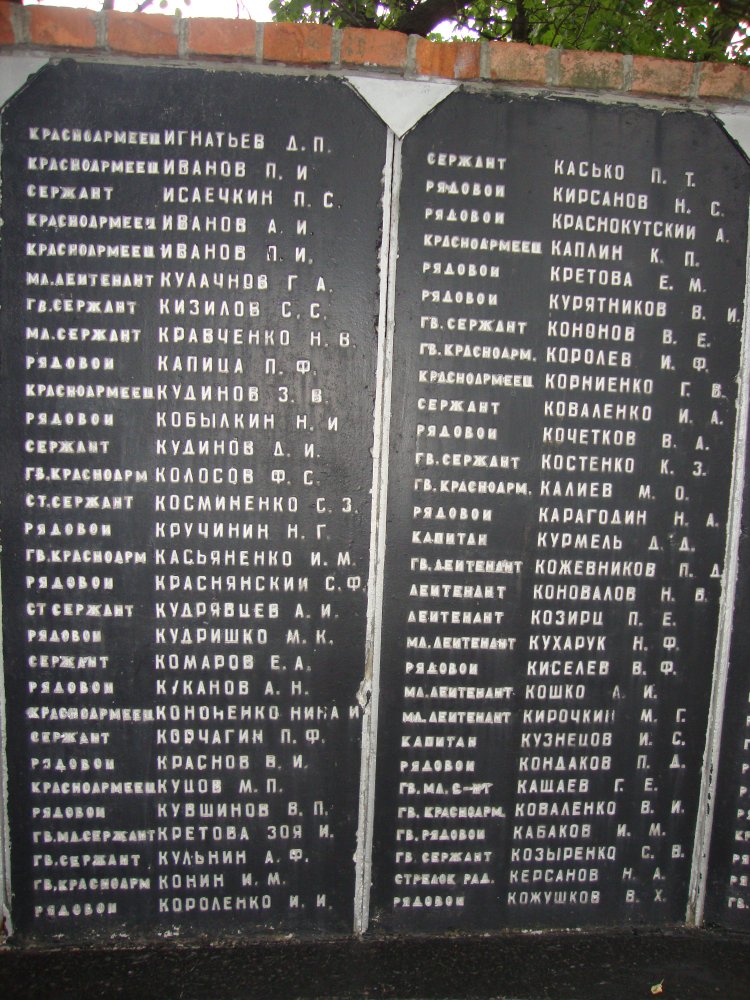 КРАСНОАРМЕЕЦ ИГНАТЬЕВ Д. П.
КРАСНОАРМЕЕЦ ИВАНОВ П. И
СЕРЖАНТ ИСАЕЧКИН П. С.
КРАСНОАРМЕЕЦ ИВАНОВ А. И
КРАСНОАРМЕЕЦ ИВАНОВ П. И.
МЛ.ЛЕЙТЕНАНТ КУЛАЧНОВ Г. А.
ГВ.СЕРЖАНТ КИЗИЛОВ С. С.
МЛ.СЕРЖАНТ КРАВЧЕНКО Н. В.
РЯДОВОЙ КАПИЦА П. Ф.
КРАСНОАРМЕЕЦ КУДИНОВ З. В.
РЯДОВОЙ КОБЫЛКИН Н. И
СЕРЖАНТ КУДИНОВ Д. И.
ГВ.КРАСНОАРМ КОЛОСОВ Ф. С.
СТ.СЕРЖАНТ КОСМИНЕНКО С. З.
РЯДОВОЙ КРУЧИНИН Н. Г.
ГВ.КРАСНОАРМ КАСЬЯНЕНКО И. М.
РЯДОВОЙ КРАСНЯНСКИЙ С. Ф.
СТ СЕРЖАНТ КУДРЯВЦЕВ А. И.
РЯДОВОЙ КУДРИШКО М. К.
СЕРЖАНТ КОМАРОВ Е. А.
РЯДОВОЙ КУКАНОВ А. Н.
КРАСНОАРМЕЕЦ НИНА И
СЕРЖАНТ КОРЧАГИН П. Ф.
РЯДОВОЙ КРАСНОВ В. И.
КРАСНОАРМЕЕЦ КУЦОВ М. П.
РЯДОВОЙ КУВШИНОВ В. П.
ГВ.МЛ.СЕРЖАНТ КРЕТОВА ЗОЯ И.
ГВ.СЕРЖАНТ КУЛЬНИН А. Ф.
ГВ.КРАСНОАРМ КОНИН И. М.
РЯДОВОЙ КОРОЛЕНКО И. И.
СЕРЖАНТ КАСЬКО П. Т.
РЯДОВОЙ КИРСАНОВ Н. С.
РЯДОВОЙ КРАСНОКУТСКИЙ А.
КРАСНОАРМЕЕЦ КАПЛИН К. П.
РЯДОВОЙ КРЕТОВА Е. М.
РЯДОВОЙ КУРЯТНИКОВ В. И.
ГВ.СЕРЖАНТ КОНОНОВ В. Е.
ГВ.КРАСНОАРМ. КОРОЛЕВ И. Ф.
КРАСНОАРМЕЕЦ КОРНИЕНКО Г. В.
СЕРЖАНТ КОВАЛЕНКО И. А.
РЯДОВОЙ КОЧЕТКОВ В. А.
ГВ.СЕРЖАНТ КОСТЕНКО К. З.
ГВ.КРАСНОАРМ. КАЛИЕВ М. О.
РЯДОВОЙ КАРАГОДИН Н. А.
КАПИТАН КУРМЕЛЬ Д. Д.
ГВ.ЛЕЙТЕНАНТ КОЖЕВНИКОВ П. Д
ЛЕЙТЕНАНТ КОНОВАЛОВ Н. В.
ЛЕЙТЕНАНТ КОЗИРЦ П. Е.
МЛ.ЛЕЙТЕНАНТ КУХАРУК Н. Ф.
РЯДОВОЙ КИСЕЛЕВ В. Ф.
МЛ.ЛЕЙТЕНАНТ КОШКО И.
МЛ.ЛЕЙТЕНАНТ КИРОЧКИН М. Г.
КАПИТАН КУЗНЕЦОВ И. С.
РЯДОВОЙ КОНДАКОВ П. Д.
ГВ.МЛ. С-НТ КАЩАЕВ Г. Е.
ГВ. КРАСНОАРМ. КОВАЛЕНКО В. И.
ГВ. РЯДОВОЙ КАБАКОВ И. М.
ГВ. СЕРЖАНТ КОЗЫРЕНКО С. В.
СТРЕЛОК РАД. КЕРСАНОВ Н. А.
РЯДОВОЙ КОЖУШКОВ В. Х.